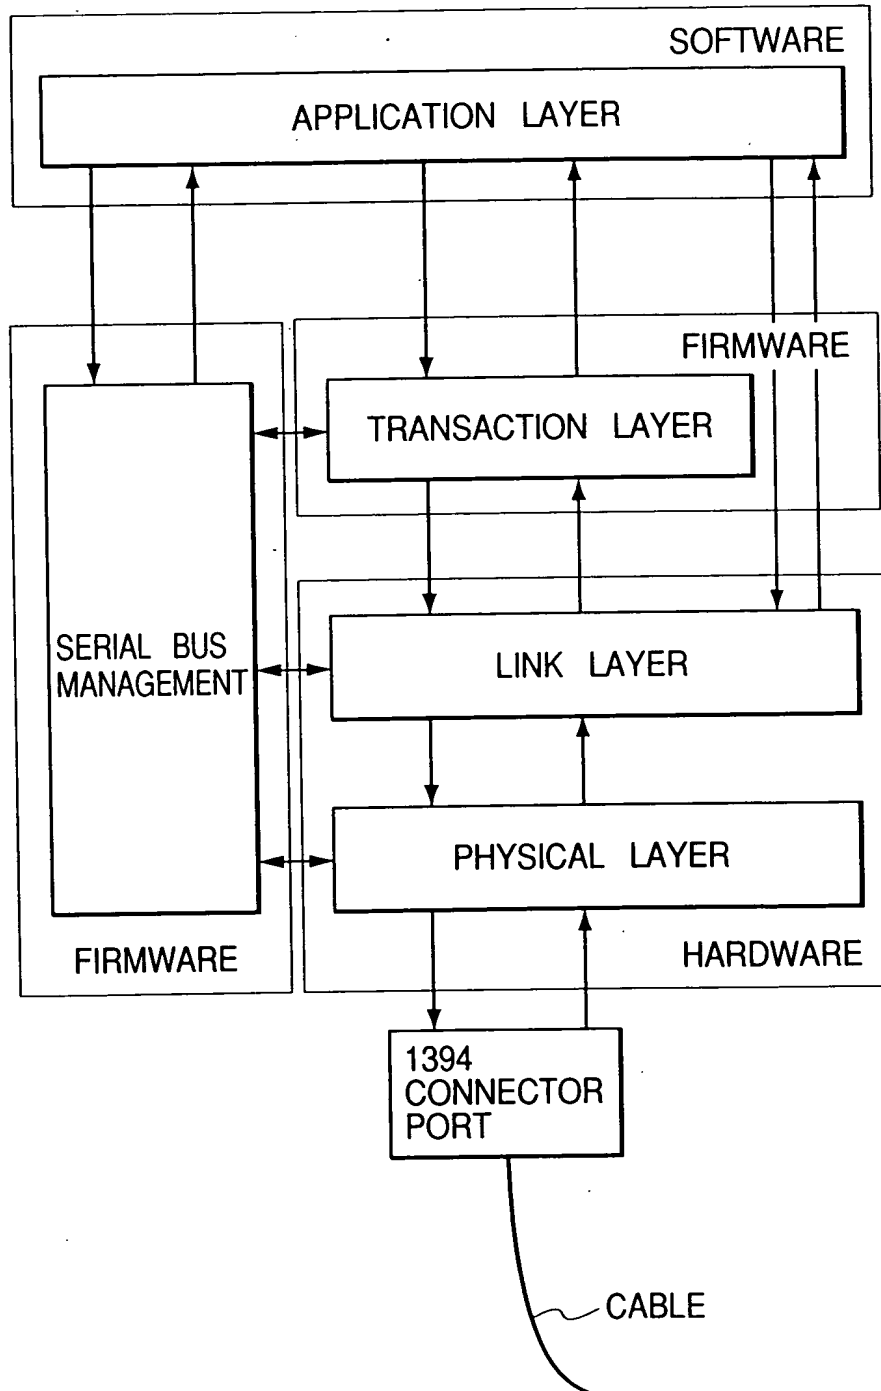 SOFTWARE
APPLICATION LAYER
FIRMWARE
TRANSACTION LAYER
SERIAL BUS
MANAGEMENT
LINK LAYER
PHYSICAL LAYER
FIRMWARE
HARDWARE
1394
CONNECTOR
PORT
CABLE